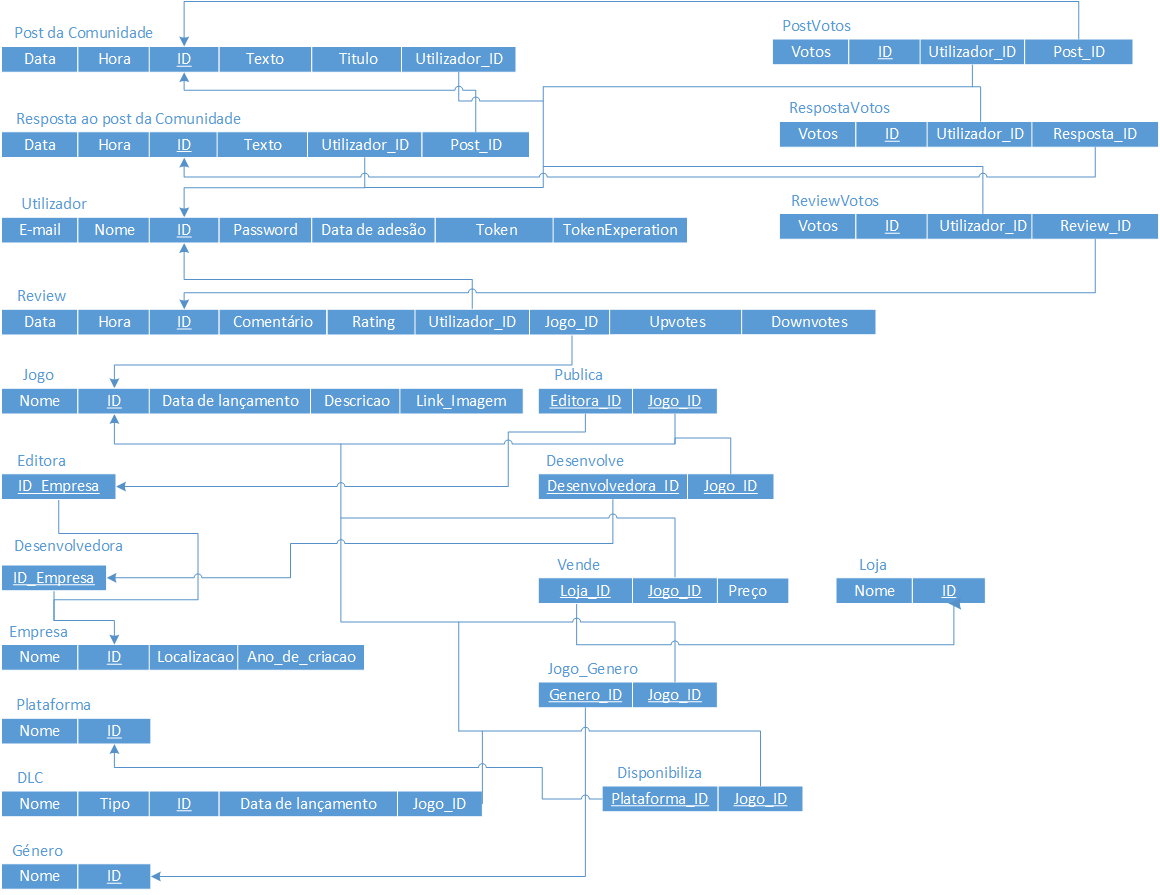 Post da Comunidade
Data Hora ID Texto Titulo Utilizador_ID
PostVotos
Votos ID Utilizador_ID Post_ID
Resposta ao post da Comunidade
Data Hora ID Texto Utilizador_ID Post_ID
RespostaVotos
Votos ID Utilizador_ID Resposta_ID
Utilizador
E-mail Nome ID Password Data de adesão Token TokenExperation
ReviewVotos
Votos ID Utilizador_ID Review_ID
Review
Data Hora ID Comentário Rating Utilizador_ID Jogo_ID Upvotes Downvotes
Jogo
Nome ID Data de lançamento Descricao Link_Imagem
Publica
Editora_ID Jogo_ID
Editora
ID_Empresa
Desenvolve
Desenvolvedora_ID Jogo_ID
Desenvolvedora
ID_Empresa
Vende
Loja_ID Jogo_ID Preço
Loja
Nome ID
Empresa
Nome ID Localizacao Ano_de_criacao
Jogo_Genero
Genero_ID Jogo_ID
Plataforma
Nome ID
DLC
Nome Tipo ID Data de lançamento Jogo_ID
Disponibiliza
Plataforma_ID Jogo_ID
Género
Nome ID